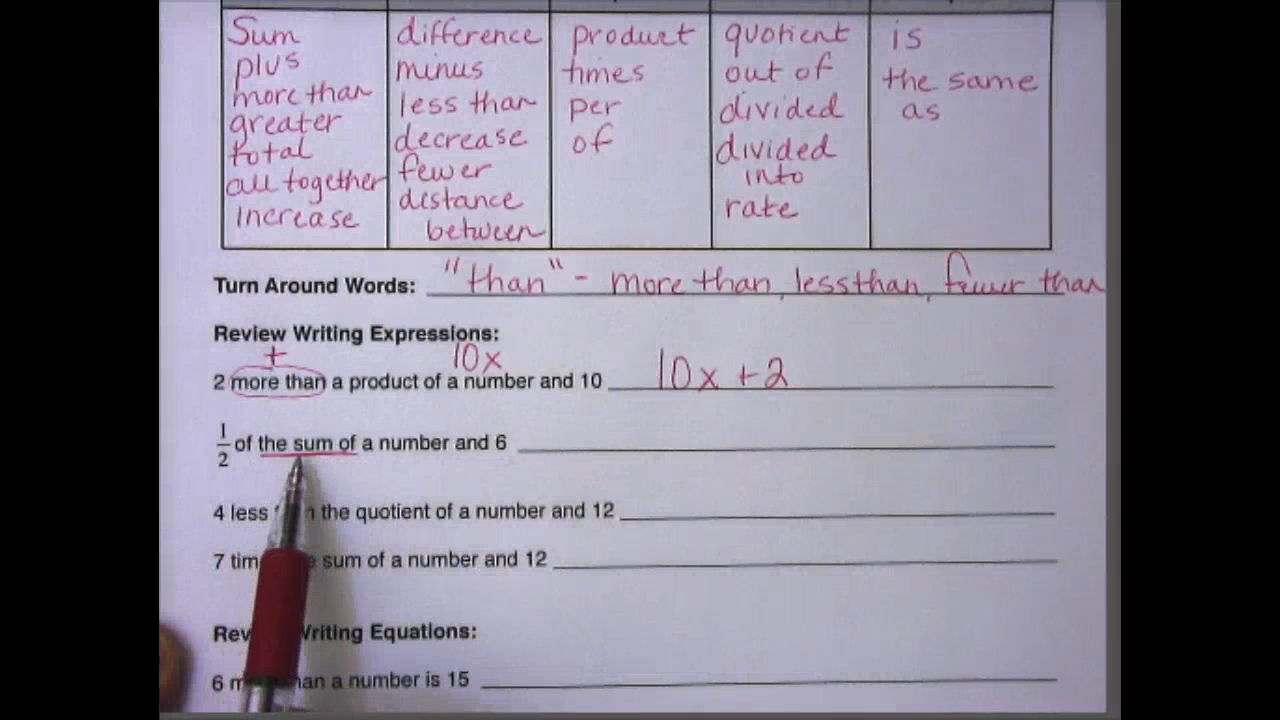 Sum
plus
more than
greater
total
all together
increase
difference
minus
less than
decrease
fewer
distance
between
product
times
per
of
quotient
out of
divided
divided
into
rate
is
the same
as
Turn Around Words: "than" - more than, less than, fewer than
Review Writing Expressions:
+ 10x
2 more than a product of a number and 10 10x + 2
1/2 of the sum of a number and 6
4 less the quotient of a number and 12
7 sum of a number and 12
Writing Equations:
6 a number is 15